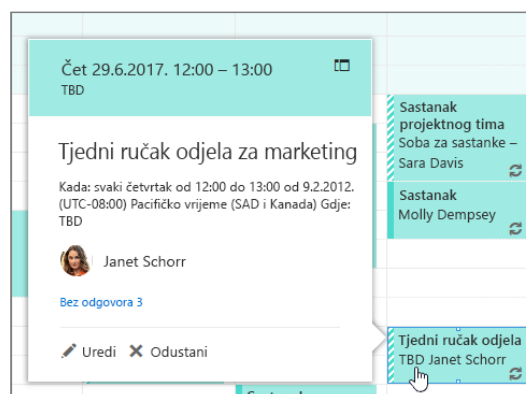 Čet 29.6.2017. 12:00 – 13:00
TBD
Tjedni ručak odjela za marketing
Kada: svaki četvrtak od 12:00 do 13:00 od 9.2.2012.
(UTC-08:00) Pacifičko vrijeme (SAD i Kanada) Gdje:
TBD
Janet Schorr
Bez odgovora 3
Uredi Odustani
Sastanak
projektnog tima
Soba za sastanke –
Sara Davis
Sastanak
Molly Dempsey
Tjedni ručak odjela
TBD Janet Schorr